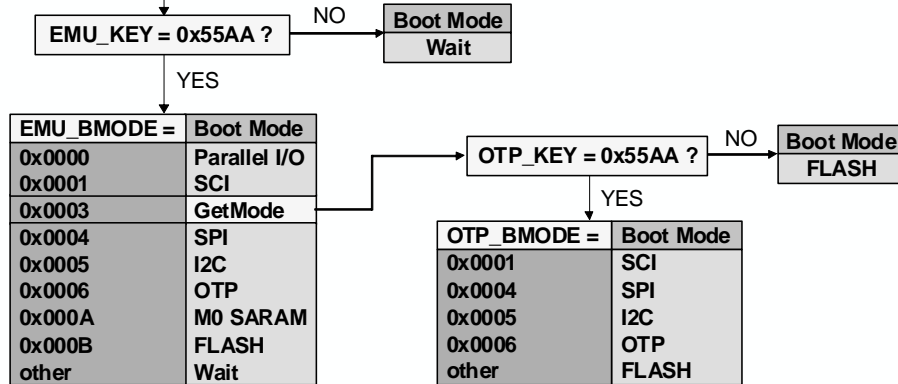 EMU_KEY = 0x55AA ?
NO
Boot Mode
Wait
YES
EMU_BMODE = Boot Mode
0x0000 Parallel I/O
0x0001 SCI
0x0003 GetMode
0x0004 SPI
0x0005 I2C
0x0006 OTP
0x000A M0 SARAM
0x000B FLASH
other Wait
OTP_KEY = 0x55AA ?
NO
Boot Mode
FLASH
YES
OTP_BMODE = Boot Mode
0x0001 SCI
0x0004 SPI
0x0005 I2C
0x0006 OTP
other FLASH